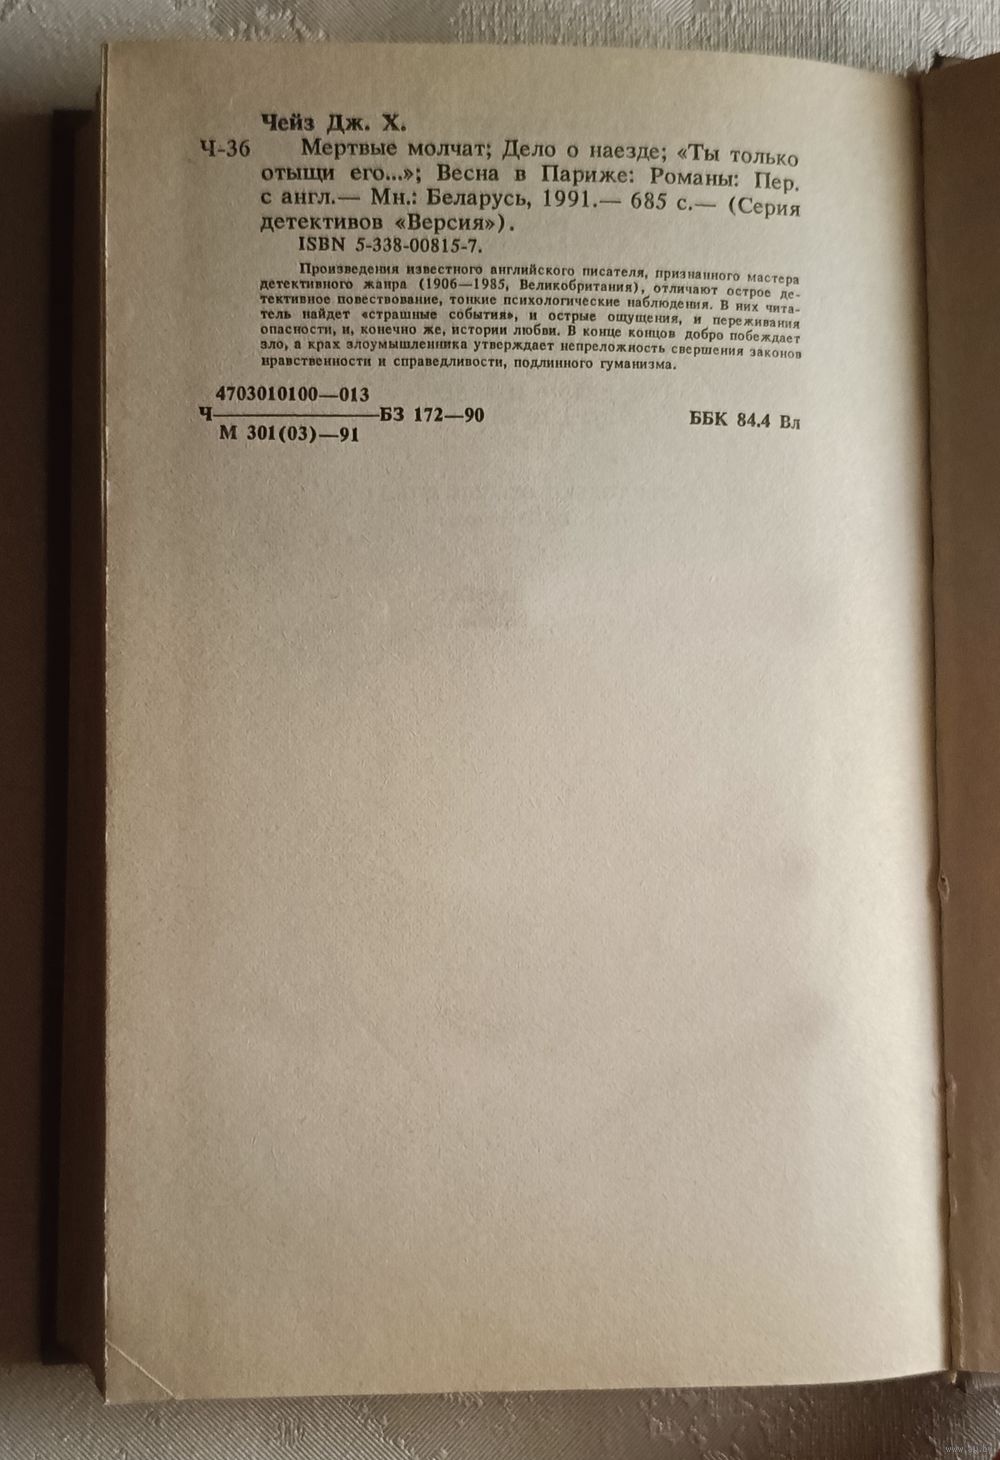 Чейз Дж. Х.
Ч-36 Мертвые молчат; Дело о наезде; «Ты только
отыщи его...»; Весна в Париже: Романы: Пер.
с англ.— Мн.: Беларусь, 1991.— 685 с.— (Серия
детективов «Версия»).
ISBN 5-338-00815-7.
Произведения известного английского писателя, признанного мастера
детективного жанра (1906—1985, Великобритания), отличают острое де-
тективное повествование, тонкие психологические наблюдения. В них чита-
тель найдет «страшные события», и острые ощущения, и переживания
опасности, и, конечно же, истории любви. В конце концов добро побеждает
зло, а крах злоумышленника утверждает непреложность свершения законов
нравственности и справедливости, подлинного гуманизма.
4703010100—013
Ч————БЗ 172—90 ББК 84.4 Вл
М 301(03)—91